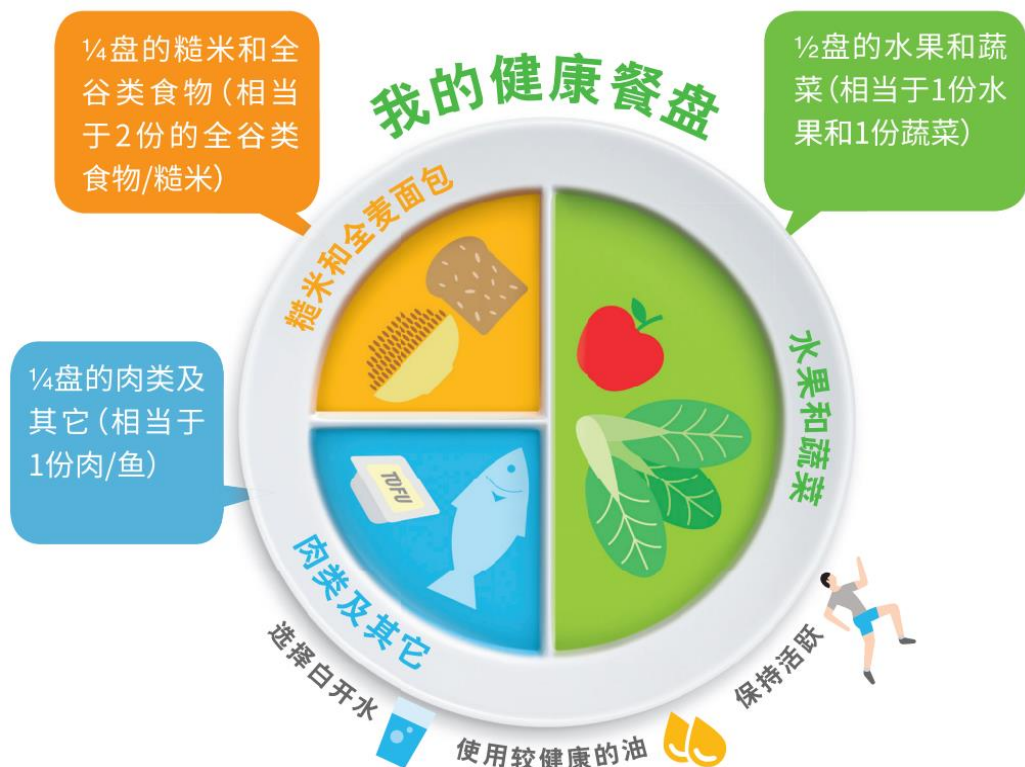 我的健康餐盘
¼盘的糙米和全
谷类食物（相当
于2份的全谷类
食物/糙米）
½盘的水果和蔬
菜（相当于1份水
果和1份蔬菜）
糙米和全麦面包
¼盘的肉类及
其它（相当于
1份肉/鱼）
水果和蔬菜
TOFU
肉类及其它
选择白开水
使用较健康的油
保持活跃